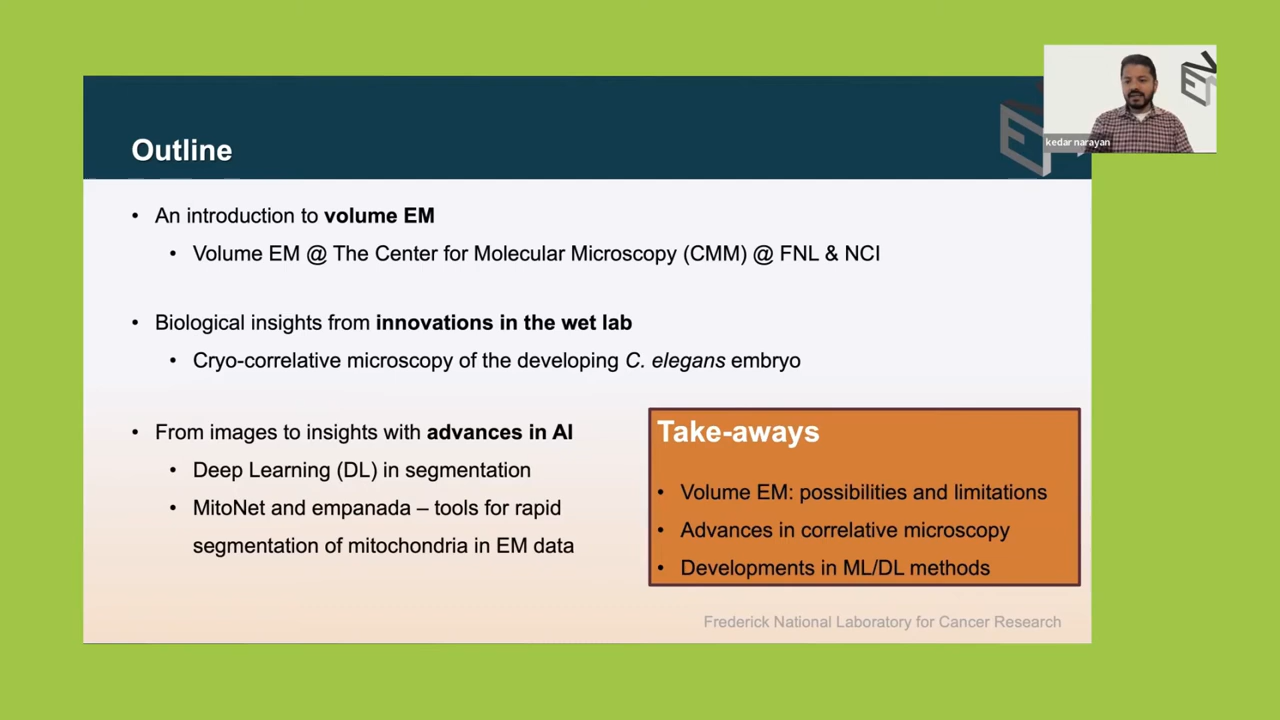 Outline
kedar narayan
• An introduction to volume EM
• Volume EM @ The Center for Molecular Microscopy (CMM) @ FNL & NCI
• Biological insights from innovations in the wet lab
• Cryo-correlative microscopy of the developing C. elegans embryo
• From images to insights with advances in AI
• Deep Learning (DL) in segmentation
• MitoNet and empanada – tools for rapid
segmentation of mitochondria in EM data
Take-aways
• Volume EM: possibilities and limitations
• Advances in correlative microscopy
• Developments in ML/DL methods
Frederick National Laboratory for Cancer Research